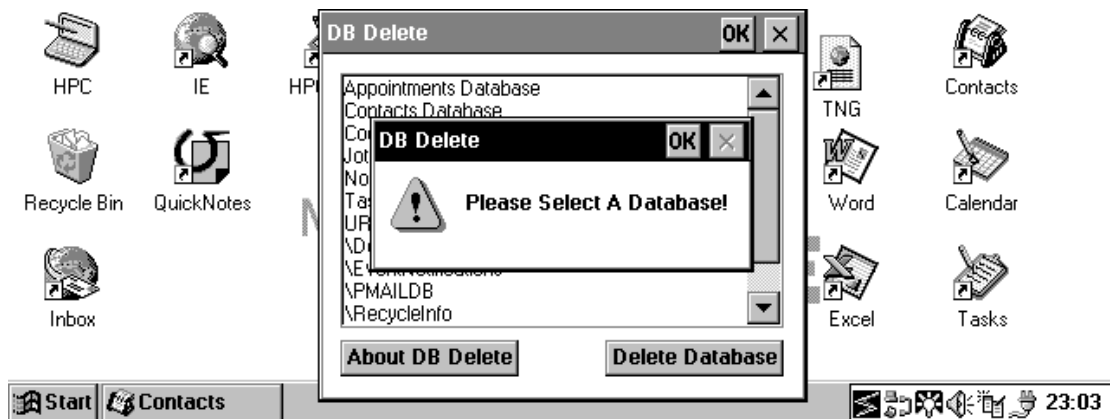 DB Delete OK
HPC IE HP Contacts
TNG
Appointments Database
Contacts Database
DB Delete OK
Please Select A Database!
Recycle Bin QuickNotes Word Calendar
\PMAILDB
\RecycleInfo
Inbox Excel Tasks
About DB Delete Delete Database
Start Contacts 23:03